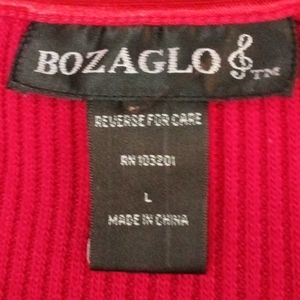 BOZAGLO TM
REVERSE FOR CARE
RN 103201
L
MADE IN CHINA